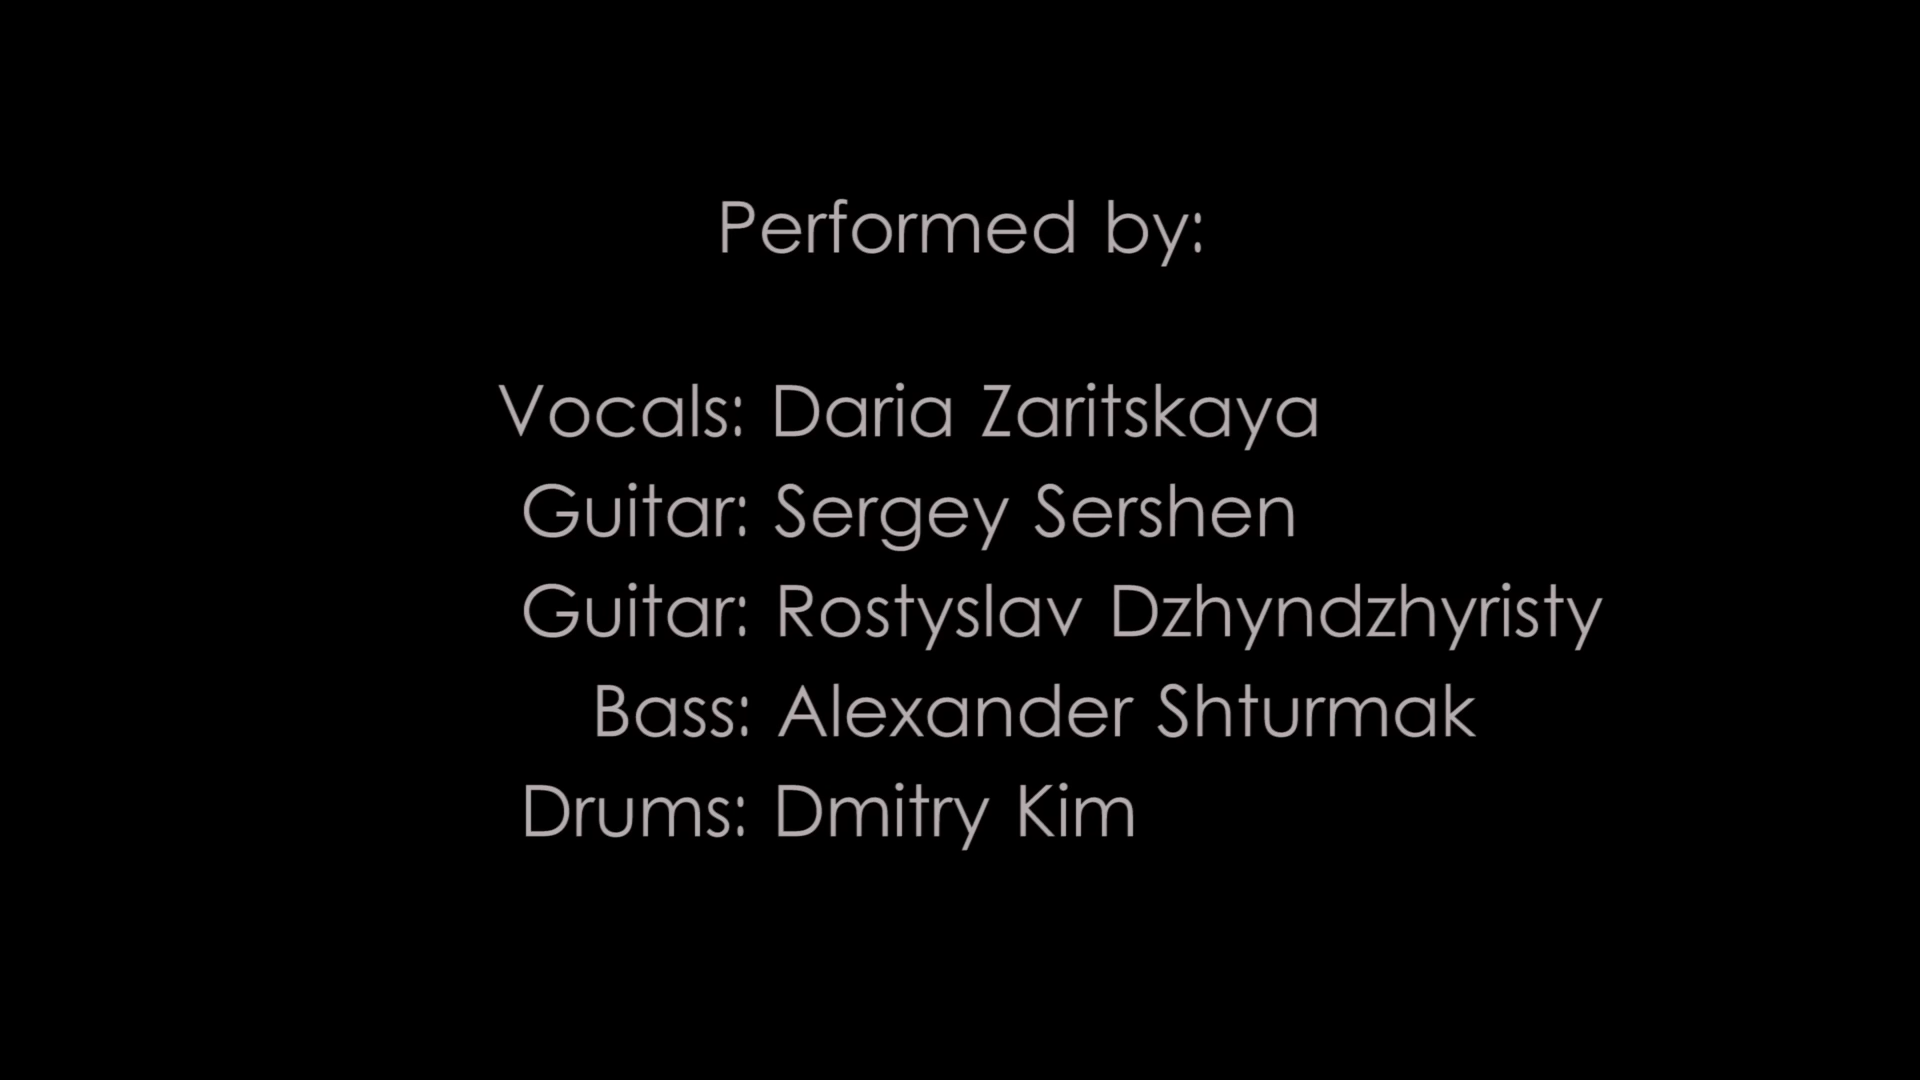 Performed by:
Vocals: Daria Zaritskaya
Guitar: Sergey Sershen
Guitar: Rostyslav Dzhyndzhyristy
Bass: Alexander Shturmak
Drums: Dmitry Kim